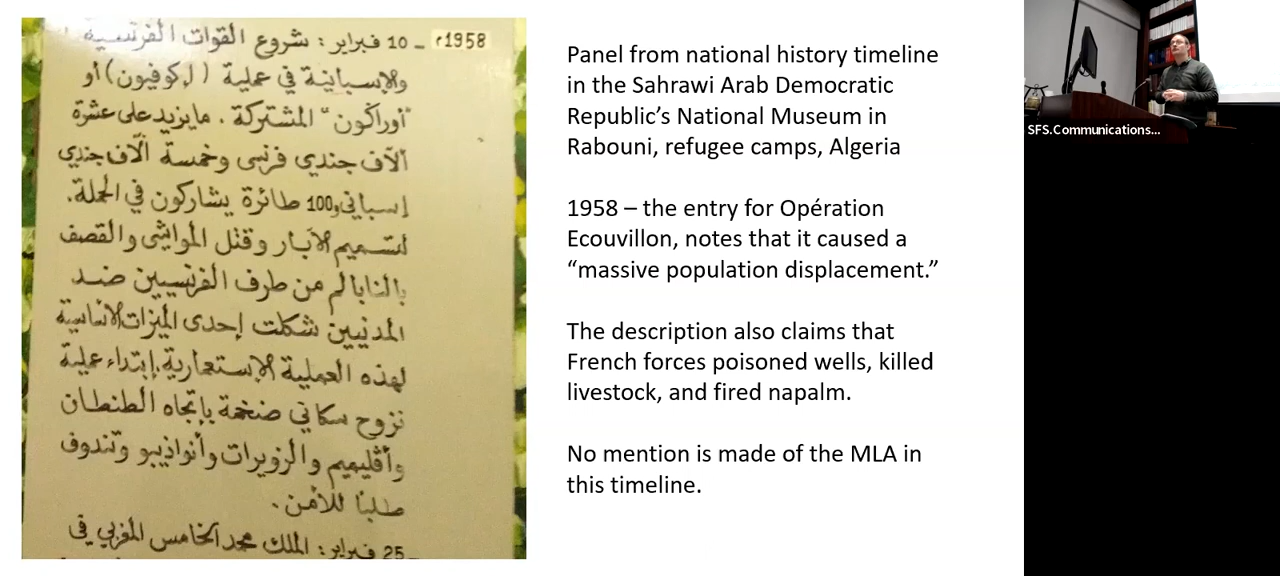 1958م – 10 فبراير: شروع القوات الفرنسية
والاسبانية في عملية (إيكوفيون) أو
"أوراگون" المشتركة. مايزيد على عشرة
آلاف جندي فرنسي وخمسة آلاف جندي
إسباني و100 طائرة يشاركون في الحملة.
لتسميم الآبار وقتل المواشي والقصف
بالنابالم من طرف الفرنسيين ضد
المدنيين شكلت إحدى الميزات الأساسية
لهذه العملية الإستعمارية. إبتداء عملية
نزوح سكاني ضخمة بإتجاه الطنطان
وأڤليميم والزويرات وأنواذيبو وتندوف
طلبا للأمن.
25 فبراير: الملك محمد الخامس المغربي في
Panel from national history timeline
in the Sahrawi Arab Democratic
Republic’s National Museum in
Rabouni, refugee camps, Algeria
1958 – the entry for Opération
Ecouvillon, notes that it caused a
“massive population displacement.”
The description also claims that
French forces poisoned wells, killed
livestock, and fired napalm.
No mention is made of the MLA in
this timeline.
SFS.Communications...